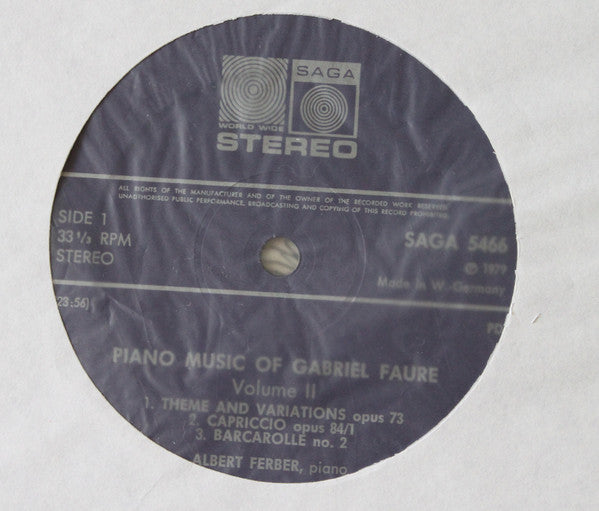 SAGA
WORLD WIDE
STEREO
ALL RIGHTS OF THE MANUFACTURER AND OF THE OWNER OF THE RECORDED WORK RESERVED
UNAUTHORISED PUBLIC PERFORMANCE, BROADCASTING AND COPYING OF THIS RECORD PROHIBITED
SIDE 1
33 1/3 RPM
STEREO
SAGA 5466
℗ 1979
Made in W. Germany
23:56)
PD
PIANO MUSIC OF GABRIEL FAURE
Volume II
1. THEME AND VARIATIONS opus 73
2. CAPRICCIO opus 84/1
3. BARCAROLLE no. 2
ALBERT FERBER, piano